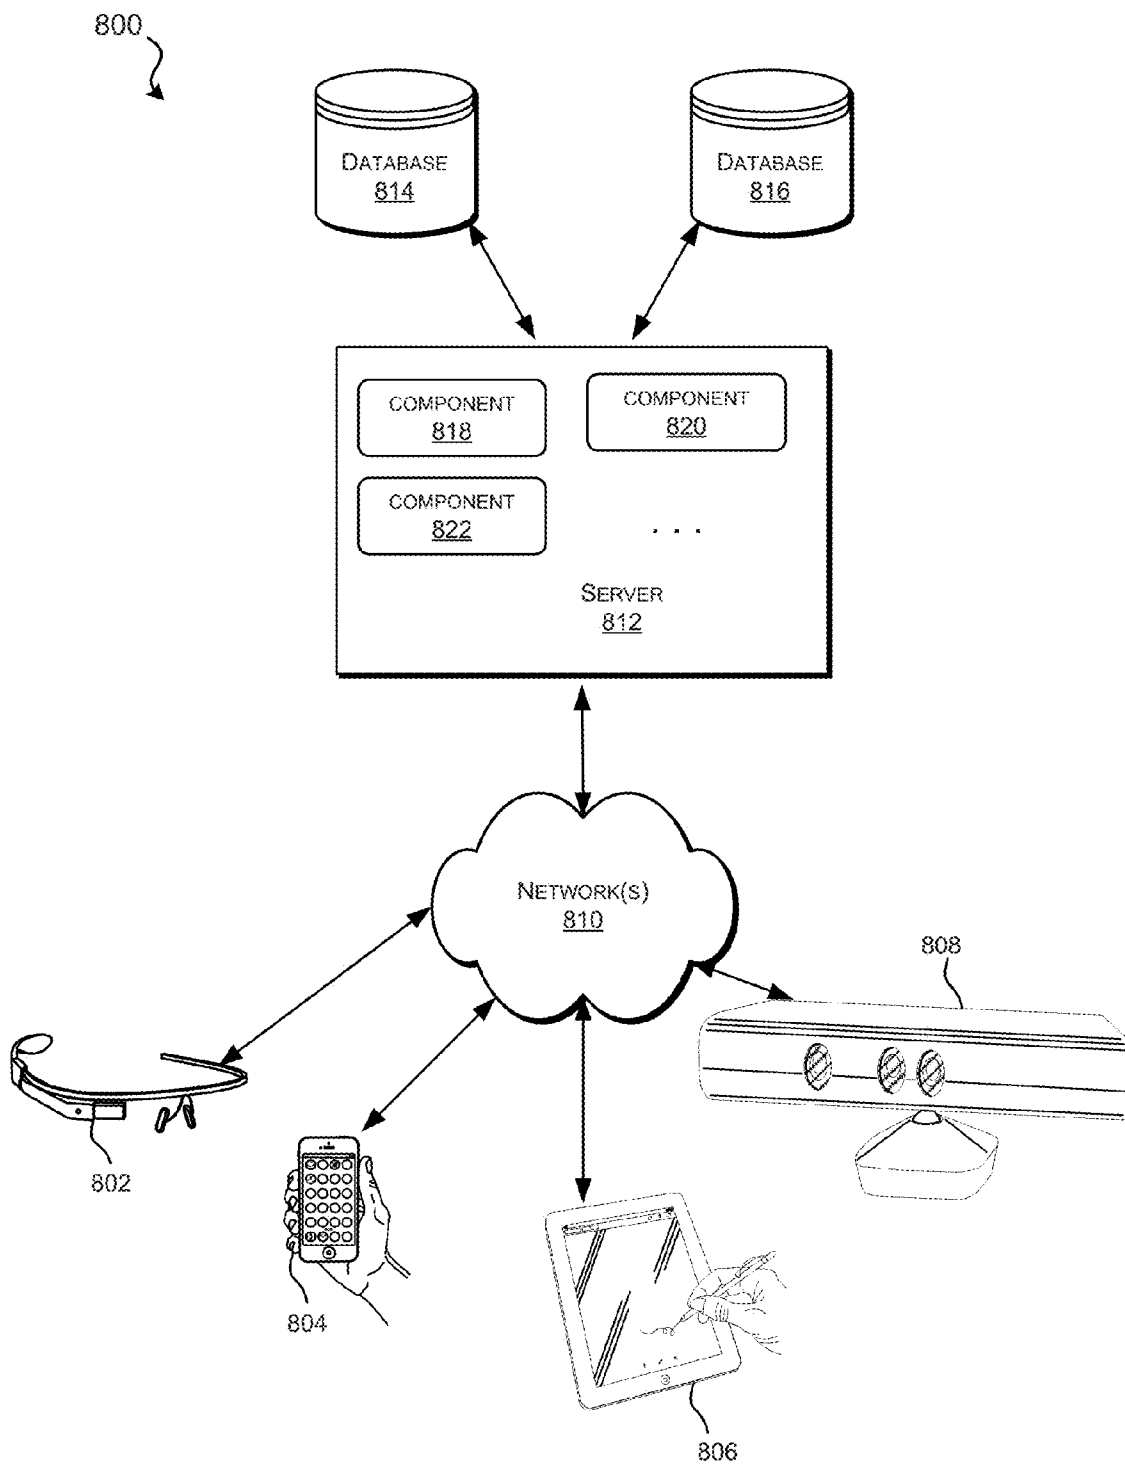 800
DATABASE
814
DATABASE
816
COMPONENT
818
COMPONENT
820
COMPONENT
822
. . .
SERVER
812
NETWORK(S)
810
808
802
804
806